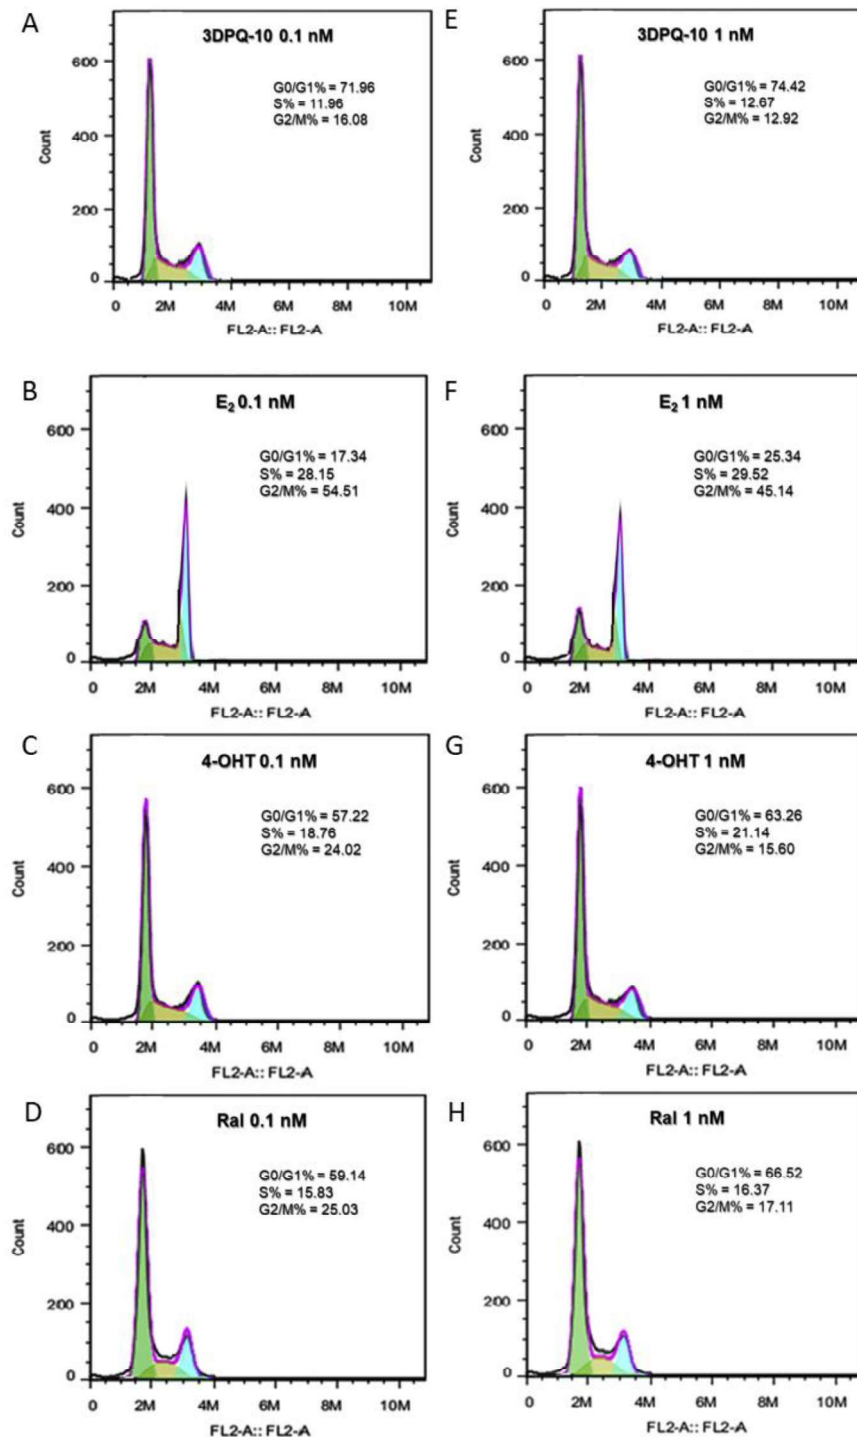 A
3DPQ-10 0.1 nM
G0/G1% = 71.96
S% = 11.96
G2/M% = 16.08
600
400
200
0
Count
0 2M 4M 6M 8M 10M
FL2-A:: FL2-A
E
3DPQ-10 1 nM
G0/G1% = 74.42
S% = 12.67
G2/M% = 12.92
600
400
200
0
Count
0 2M 4M 6M 8M 10M
FL2-A:: FL2-A
B
E2 0.1 nM
G0/G1% = 17.34
S% = 28.15
G2/M% = 54.51
600
400
200
0
Count
0 2M 4M 6M 8M 10M
FL2-A:: FL2-A
F
E2 1 nM
G0/G1% = 25.34
S% = 29.52
G2/M% = 45.14
600
400
200
0
Count
0 2M 4M 6M 8M 10M
FL2-A:: FL2-A
C
4-OHT 0.1 nM
G0/G1% = 57.22
S% = 18.76
G2/M% = 24.02
600
400
200
0
Count
0 2M 4M 6M 8M 10M
FL2-A:: FL2-A
G
4-OHT 1 nM
G0/G1% = 63.26
S% = 21.14
G2/M% = 15.60
600
400
200
0
Count
0 2M 4M 6M 8M 10M
FL2-A:: FL2-A
D
Ral 0.1 nM
G0/G1% = 59.14
S% = 15.83
G2/M% = 25.03
600
400
200
0
Count
0 2M 4M 6M 8M 10M
FL2-A:: FL2-A
H
Ral 1 nM
G0/G1% = 66.52
S% = 16.37
G2/M% = 17.11
600
400
200
0
Count
0 2M 4M 6M 8M 10M
FL2-A:: FL2-A